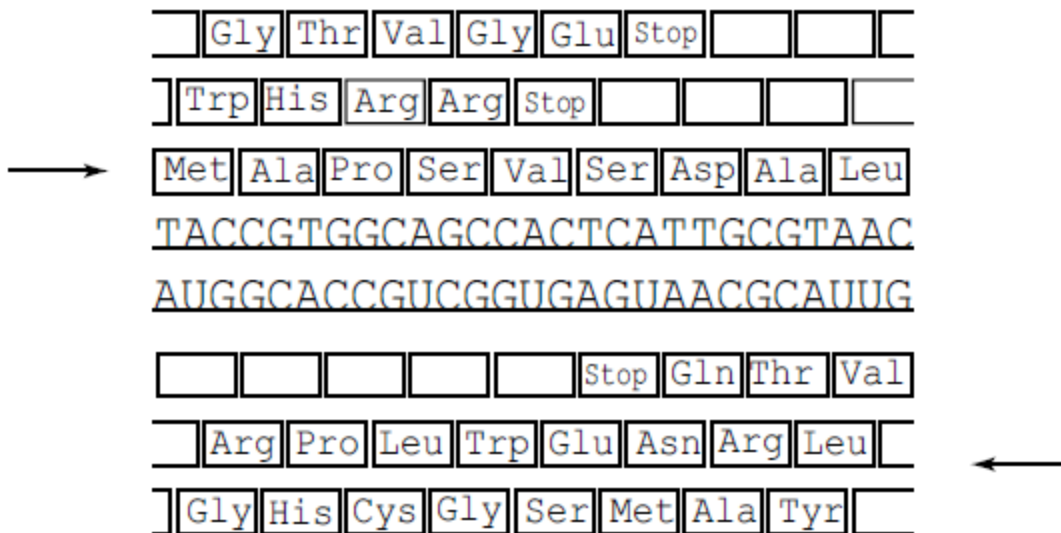 Gly Thr Val Gly Glu Stop
Trp His Arg Arg Stop
Met Ala Pro Ser Val Ser Asp Ala Leu
TACCGTGGCAGCCACTCATTGCGTAAC
AUGGCACCGUCGGUGAGUAACGCAUUG
Stop Gln Thr Val
Arg Pro Leu Trp Glu Asn Arg Leu
Gly His Cys Gly Ser Met Ala Tyr